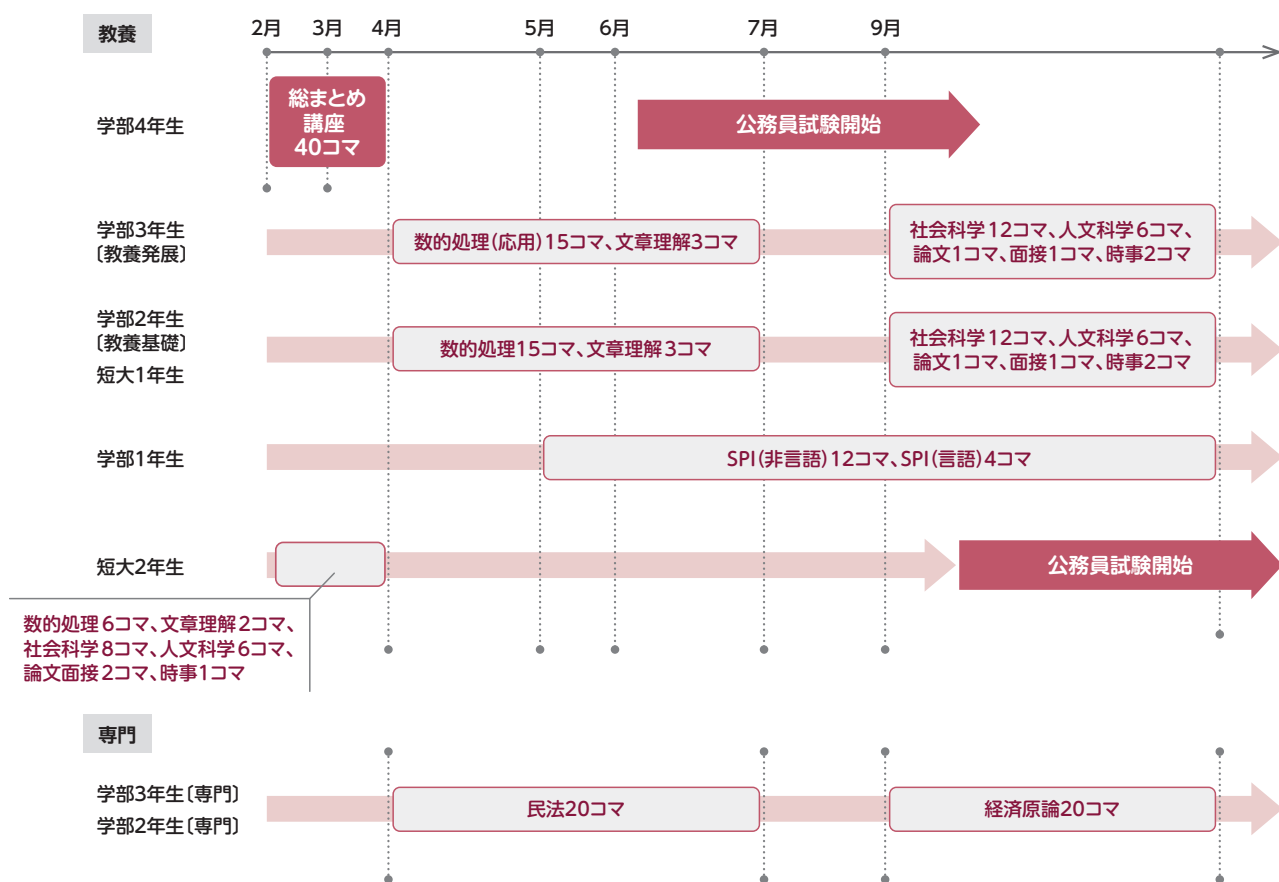 教養
2月 3月 4月 5月 6月 7月 9月
学部4年生
総まとめ
講座
40コマ
公務員試験開始
学部3年生
〔教養発展〕
数的処理(応用)15コマ、文章理解3コマ
社会科学12コマ、人文科学6コマ、
論文1コマ、面接1コマ、時事2コマ
学部2年生
〔教養基礎〕
短大1年生
数的処理15コマ、文章理解3コマ
社会科学12コマ、人文科学6コマ、
論文1コマ、面接1コマ、時事2コマ
学部1年生
SPI(非言語)12コマ、SPI(言語)4コマ
短大2年生
公務員試験開始
数的処理6コマ、文章理解2コマ、
社会科学8コマ、人文科学6コマ、
論文面接2コマ、時事1コマ
専門
学部3年生〔専門〕
学部2年生〔専門〕
民法20コマ
経済原論20コマ